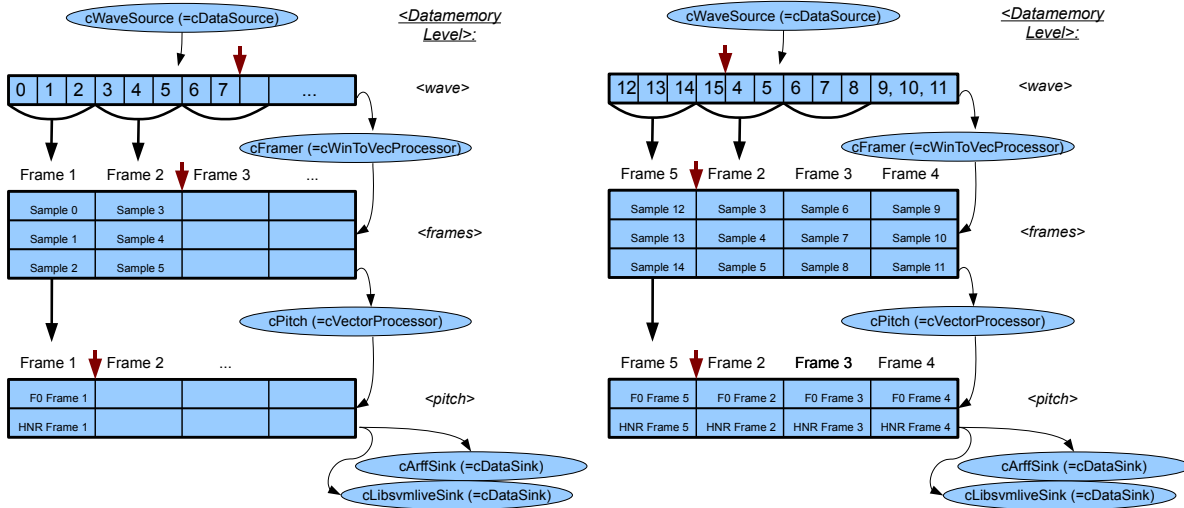 cWaveSource (=cDataSource)
<Datamemory
Level>:
0 1 2 3 4 5 6 7 ...
<wave>
cFramer (=cWinToVecProcessor)
Frame 1 Frame 2 Frame 3 ...
Sample 0 Sample 3
Sample 1 Sample 4
Sample 2 Sample 5
<frames>
cPitch (=cVectorProcessor)
Frame 1 Frame 2 ...
F0 Frame 1
HNR Frame 1
<pitch>
cArffSink (=cDataSink)
cLibsvmliveSink (=cDataSink)
cWaveSource (=cDataSource)
<Datamemory
Level>:
12 13 14 15 4 5 6 7 8 9, 10, 11
<wave>
cFramer (=cWinToVecProcessor)
Frame 5 Frame 2 Frame 3 Frame 4
Sample 12 Sample 3 Sample 6 Sample 9
Sample 13 Sample 4 Sample 7 Sample 10
Sample 14 Sample 5 Sample 8 Sample 11
<frames>
cPitch (=cVectorProcessor)
Frame 5 Frame 2 Frame 3 Frame 4
F0 Frame 5 F0 Frame 2 F0 Frame 3 F0 Frame 4
HNR Frame 5 HNR Frame 2 HNR Frame 3 HNR Frame 4
<pitch>
cArffSink (=cDataSink)
cLibsvmliveSink (=cDataSink)